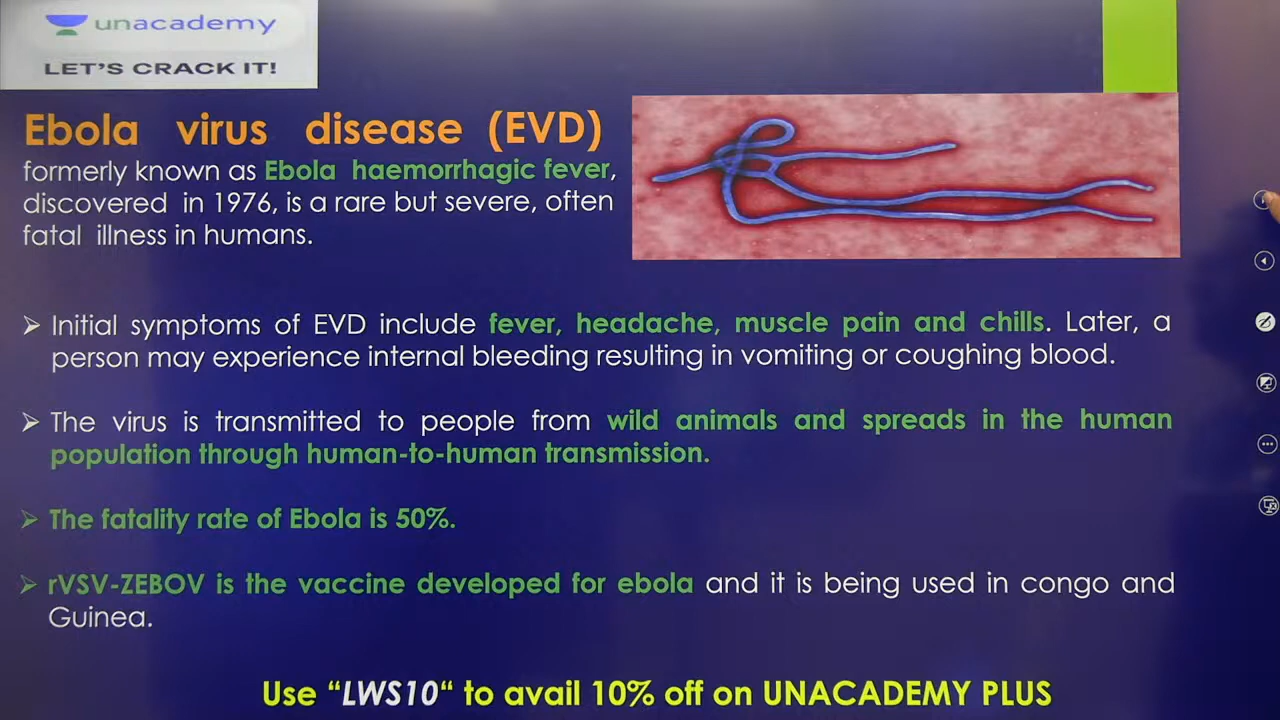 unacademy
LET'S CRACK IT!
Ebola virus disease (EVD)
formerly known as Ebola haemorrhagic fever,
discovered in 1976, is a rare but severe, often
fatal illness in humans.
➢ Initial symptoms of EVD include fever, headache, muscle pain and chills. Later, a
person may experience internal bleeding resulting in vomiting or coughing blood.
➢ The virus is transmitted to people from wild animals and spreads in the human
population through human-to-human transmission.
➢ The fatality rate of Ebola is 50%.
➢ rVSV-ZEBOV is the vaccine developed for ebola and it is being used in congo and
Guinea.
Use "LWS10" to avail 10% off on UNACADEMY PLUS